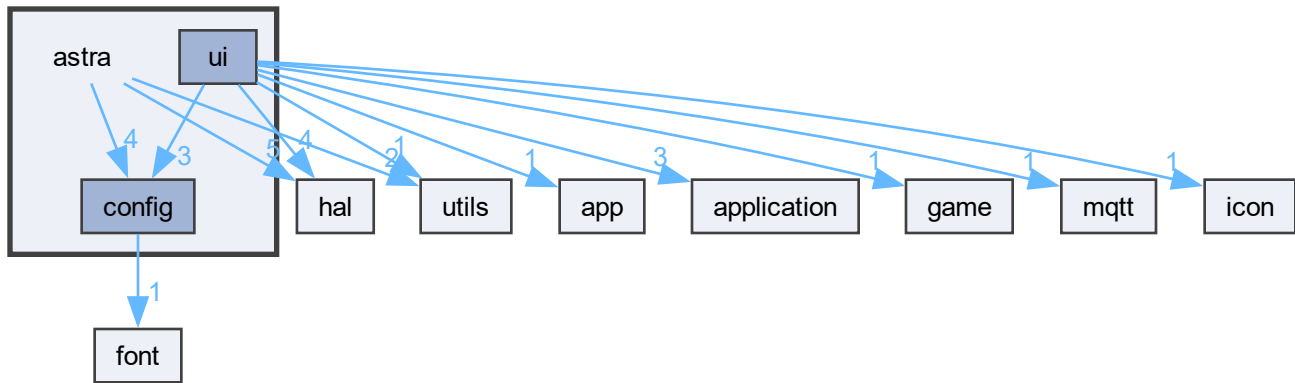 astra
ui
4
3
5
4
2
1
1
3
1
1
1
config
hal
utils
app
application
game
mqtt
icon
1
font